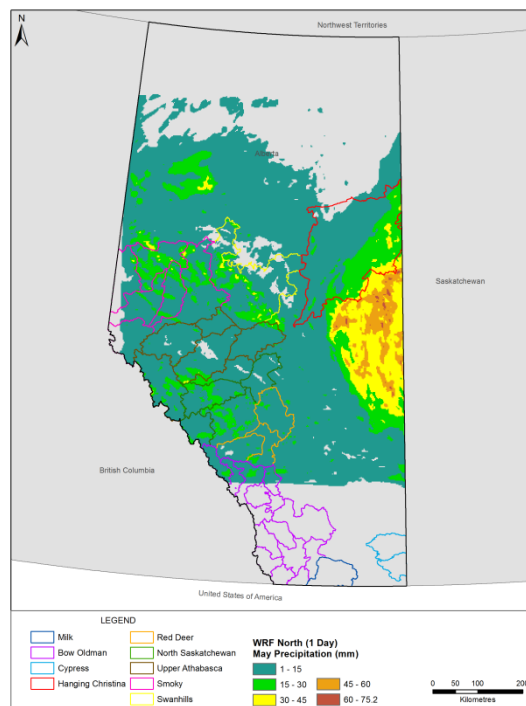 Northwest Territories
N
Alberta
Saskatchewan
British Columbia
United States of America
LEGEND
Milk
Bow Oldman
Cypress
Hanging Christina
Red Deer
North Saskatchewan
Upper Athabasca
Smoky
Swanhills
WRF North (1 Day)
May Precipitation (mm)
1 - 15
15 - 30
30 - 45
45 - 60
60 - 75.2
0 50 100 200
Kilometres